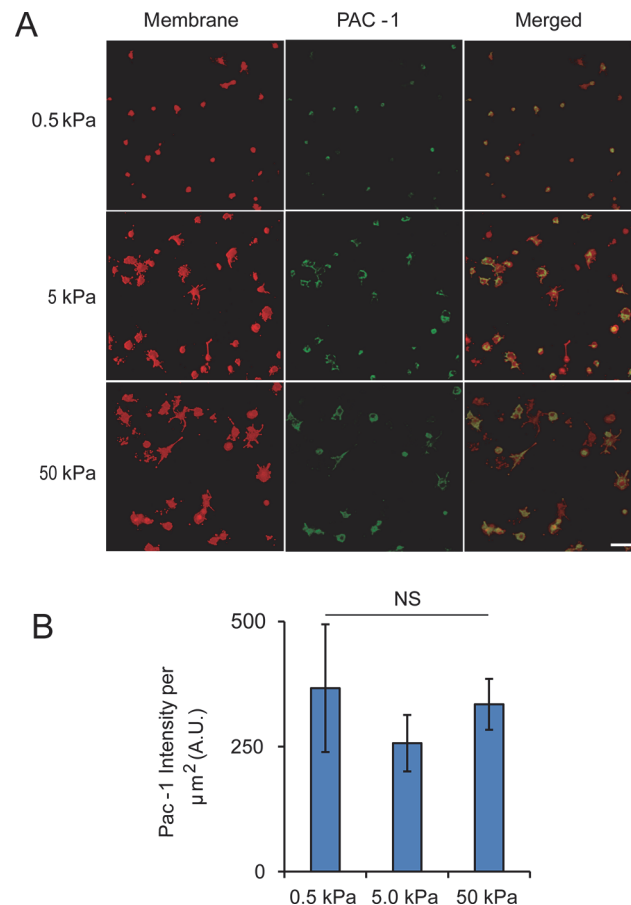 A
Membrane PAC -1 Merged
0.5 kPa
5 kPa
50 kPa
B
NS
500
250
0
Pac -1 Intensity per
µm² (A.U.)
0.5 kPa 5.0 kPa 50 kPa